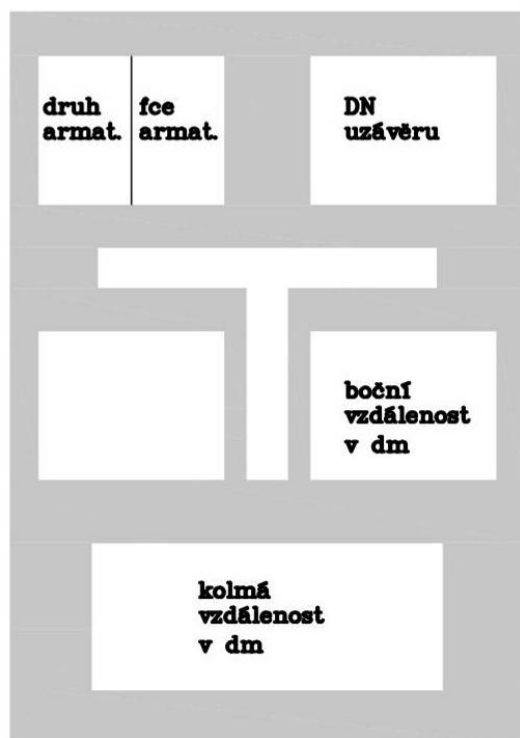 druh
armat.
fce
armat.
DN
uzávěru
boční
vzdálenost
v dm
kolmá
vzdálenost
v dm